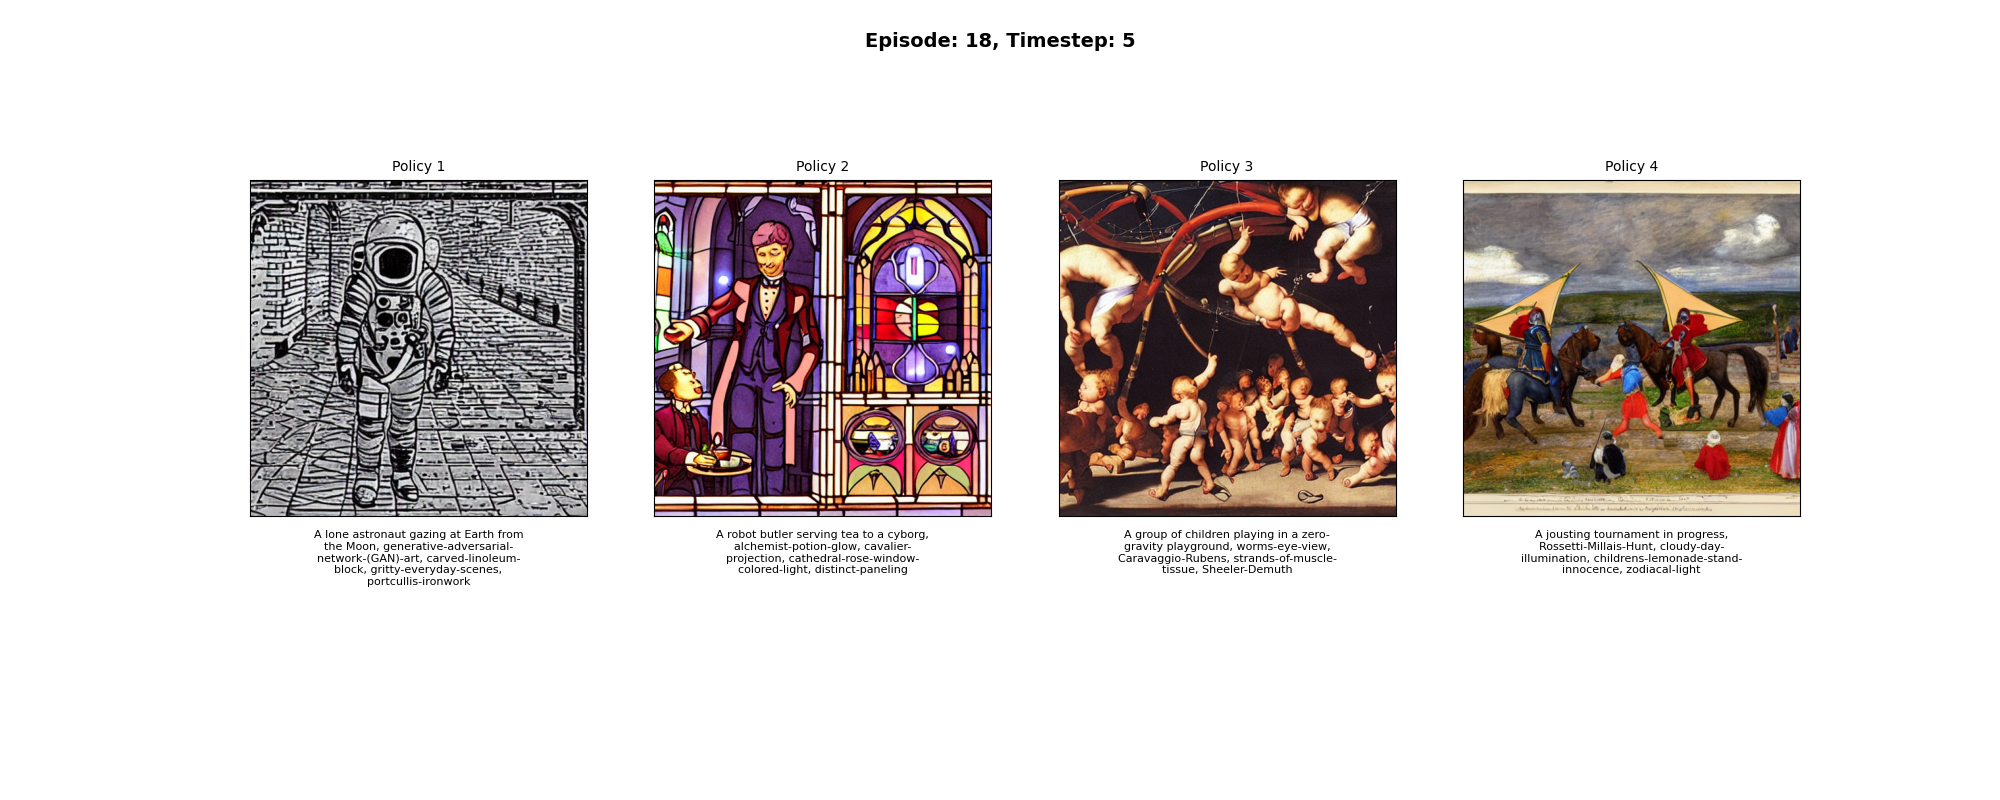 Episode: 18, Timestep: 5
Policy 1
Policy 2
Policy 3
Policy 4
A lone astronaut gazing at Earth from
the Moon, generative-adversarial-
network-(GAN)-art, carved-linoleum-
block, gritty-everyday-scenes,
portcullis-ironwork
A robot butler serving tea to a cyborg,
alchemist-potion-glow, cavalier-
projection, cathedral-rose-window-
colored-light, distinct-paneling
A group of children playing in a zero-
gravity playground, worms-eye-view,
Caravaggio-Rubens, strands-of-muscle-
tissue, Sheeler-Demuth
A jousting tournament in progress,
Rossetti-Millais-Hunt, cloudy-day-
illumination, childrens-lemonade-stand-
innocence, zodiacal-light